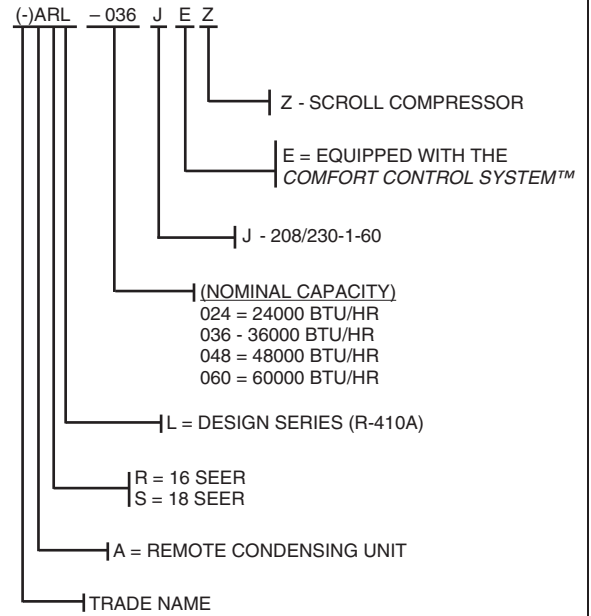 (-)ARL – 036 J E Z
Z - SCROLL COMPRESSOR
E = EQUIPPED WITH THE
COMFORT CONTROL SYSTEM™
J - 208/230-1-60
(NOMINAL CAPACITY)
024 = 24000 BTU/HR
036 - 36000 BTU/HR
048 = 48000 BTU/HR
060 = 60000 BTU/HR
L = DESIGN SERIES (R-410A)
R = 16 SEER
S = 18 SEER
A = REMOTE CONDENSING UNIT
TRADE NAME